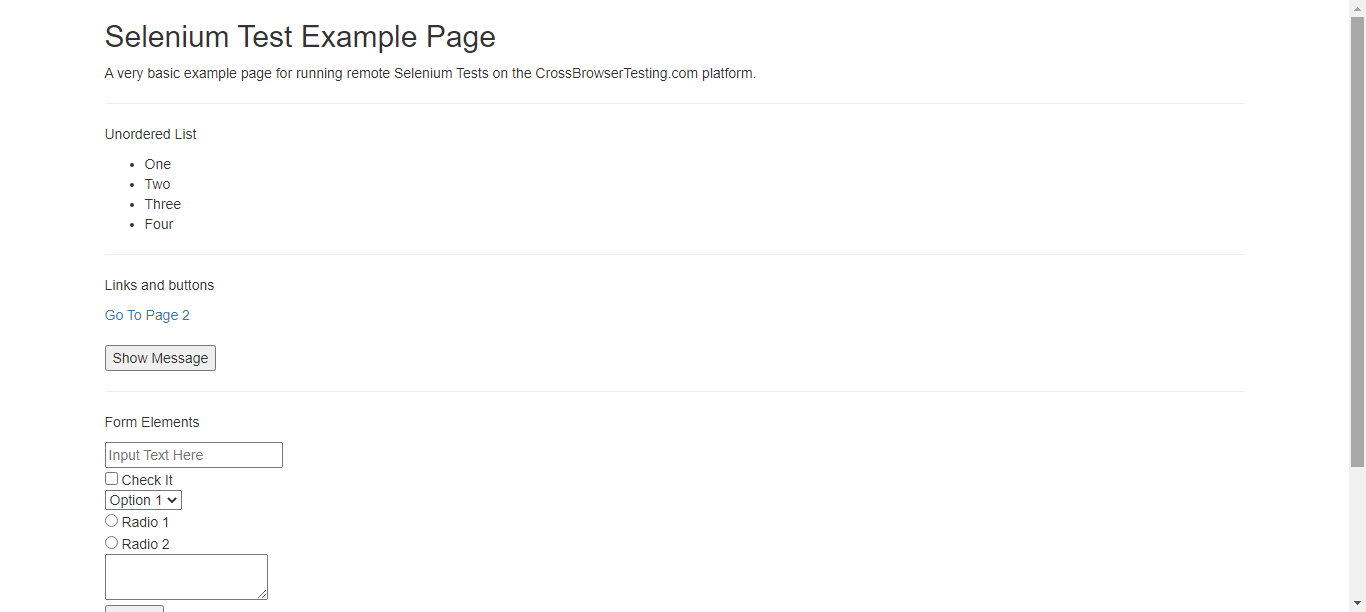 Selenium Test Example Page
A very basic example page for running remote Selenium Tests on the CrossBrowserTesting.com platform.
Unordered List
One
Two
Three
Four
Links and buttons
Go To Page 2
Show Message
Form Elements
Input Text Here
Check It
Option 1
Radio 1
Radio 2